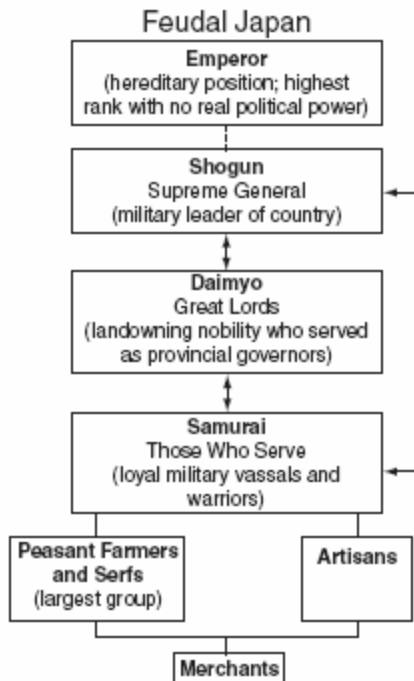 Feudal Japan
Emperor
(hereditary position; highest
rank with no real political power)
Shogun
Supreme General
(military leader of country)
Daimyo
Great Lords
(landowning nobility who served
as provincial governors)
Samurai
Those Who Serve
(loyal military vassals and
warriors)
Peasant Farmers
and Serfs
(largest group)
Artisans
Merchants